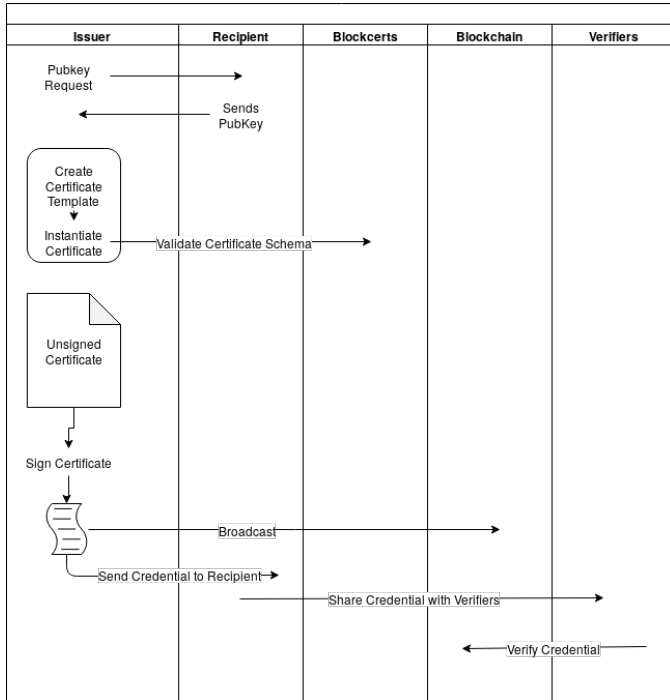 Issuer
Recipient
Blockcerts
Blockchain
Verifiers
Pubkey
Request
Sends
PubKey
Create
Certificate
Template
Instantiate
Certificate
Validate Certificate Schema
Unsigned
Certificate
Sign Certificate
Broadcast
Send Credential to Recipient
Share Credential with Verifiers
Verify Credential